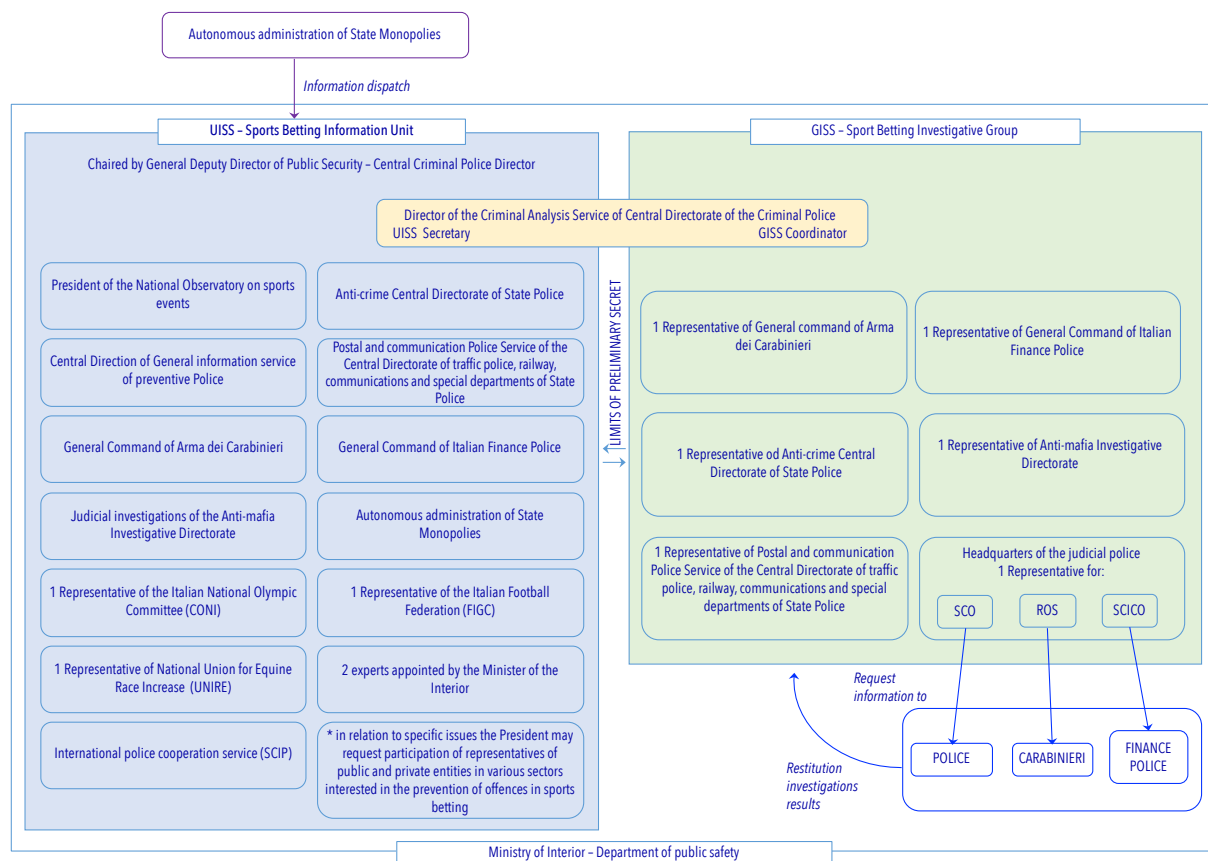 Autonomous administration of State Monopolies
Information dispatch
UISS – Sports Betting Information Unit
Chaired by General Deputy Director of Public Security – Central Criminal Police Director
GISS – Sport Betting Investigative Group
Director of the Criminal Analysis Service of Central Directorate of the Criminal Police
UISS Secretary
GISS Coordinator
President of the National Observatory on sports
events
Anti-crime Central Directorate of State Police
Central Direction of General information service
of preventive Police
Postal and communication Police Service of the
Central Directorate of traffic police, railway,
communications and special departments of State
Police
General Command of Arma dei Carabinieri
General Command of Italian Finance Police
Judicial investigations of the Anti-mafia
Investigative Directorate
Autonomous administration of State
Monopolies
1 Representative of the Italian National Olympic
Committee (CONI)
1 Representative of the Italian Football
Federation (FIGC)
1 Representative of National Union for Equine
Race Increase (UNIRE)
2 experts appointed by the Minister of the
Interior
International police cooperation service (SCIP)
* in relation to specific issues the President may
request participation of representatives of
public and private entities in various sectors
interested in the prevention of offences in sports
betting
LIMITS OF PRELIMINARY SECRET
1 Representative of General command of Arma
dei Carabinieri
1 Representative of General Command of Italian
Finance Police
1 Representative od Anti-crime Central
Directorate of State Police
1 Representative of Anti-mafia Investigative
Directorate
1 Representative of Postal and communication
Police Service of the Central Directorate of traffic
police, railway, communications and special
departments of State Police
Headquarters of the judicial police
1 Representative for:
SCO
ROS
SCICO
Request
information to
POLICE
CARABINIERI
FINANCE
POLICE
Restitution
investigations
results
Ministry of Interior – Department of public safety